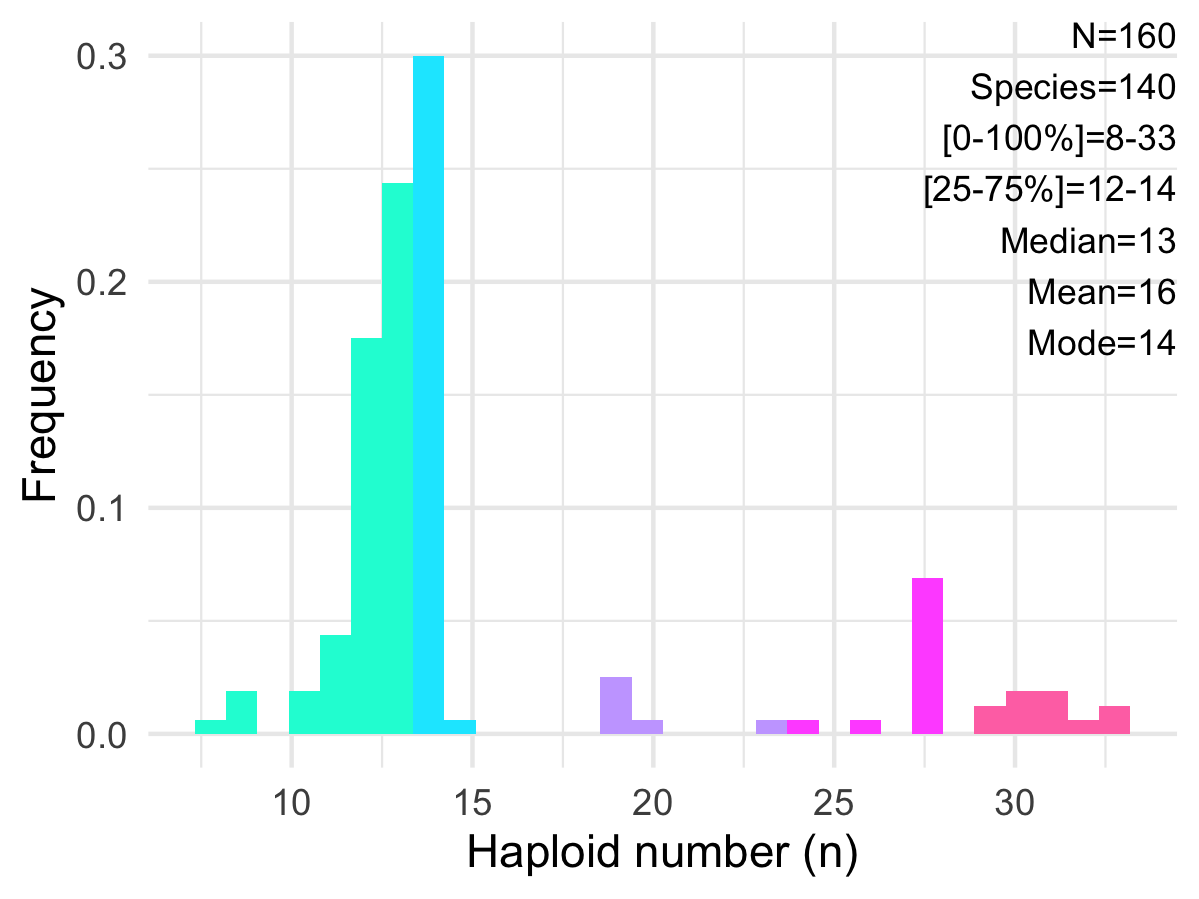 N=160
Species=140
[0-100%]=8-33
[25-75%]=12-14
Median=13
Mean=16
Mode=14
Frequency
0.3
0.2
0.1
0.0
10 15 20 25 30
Haploid number (n)